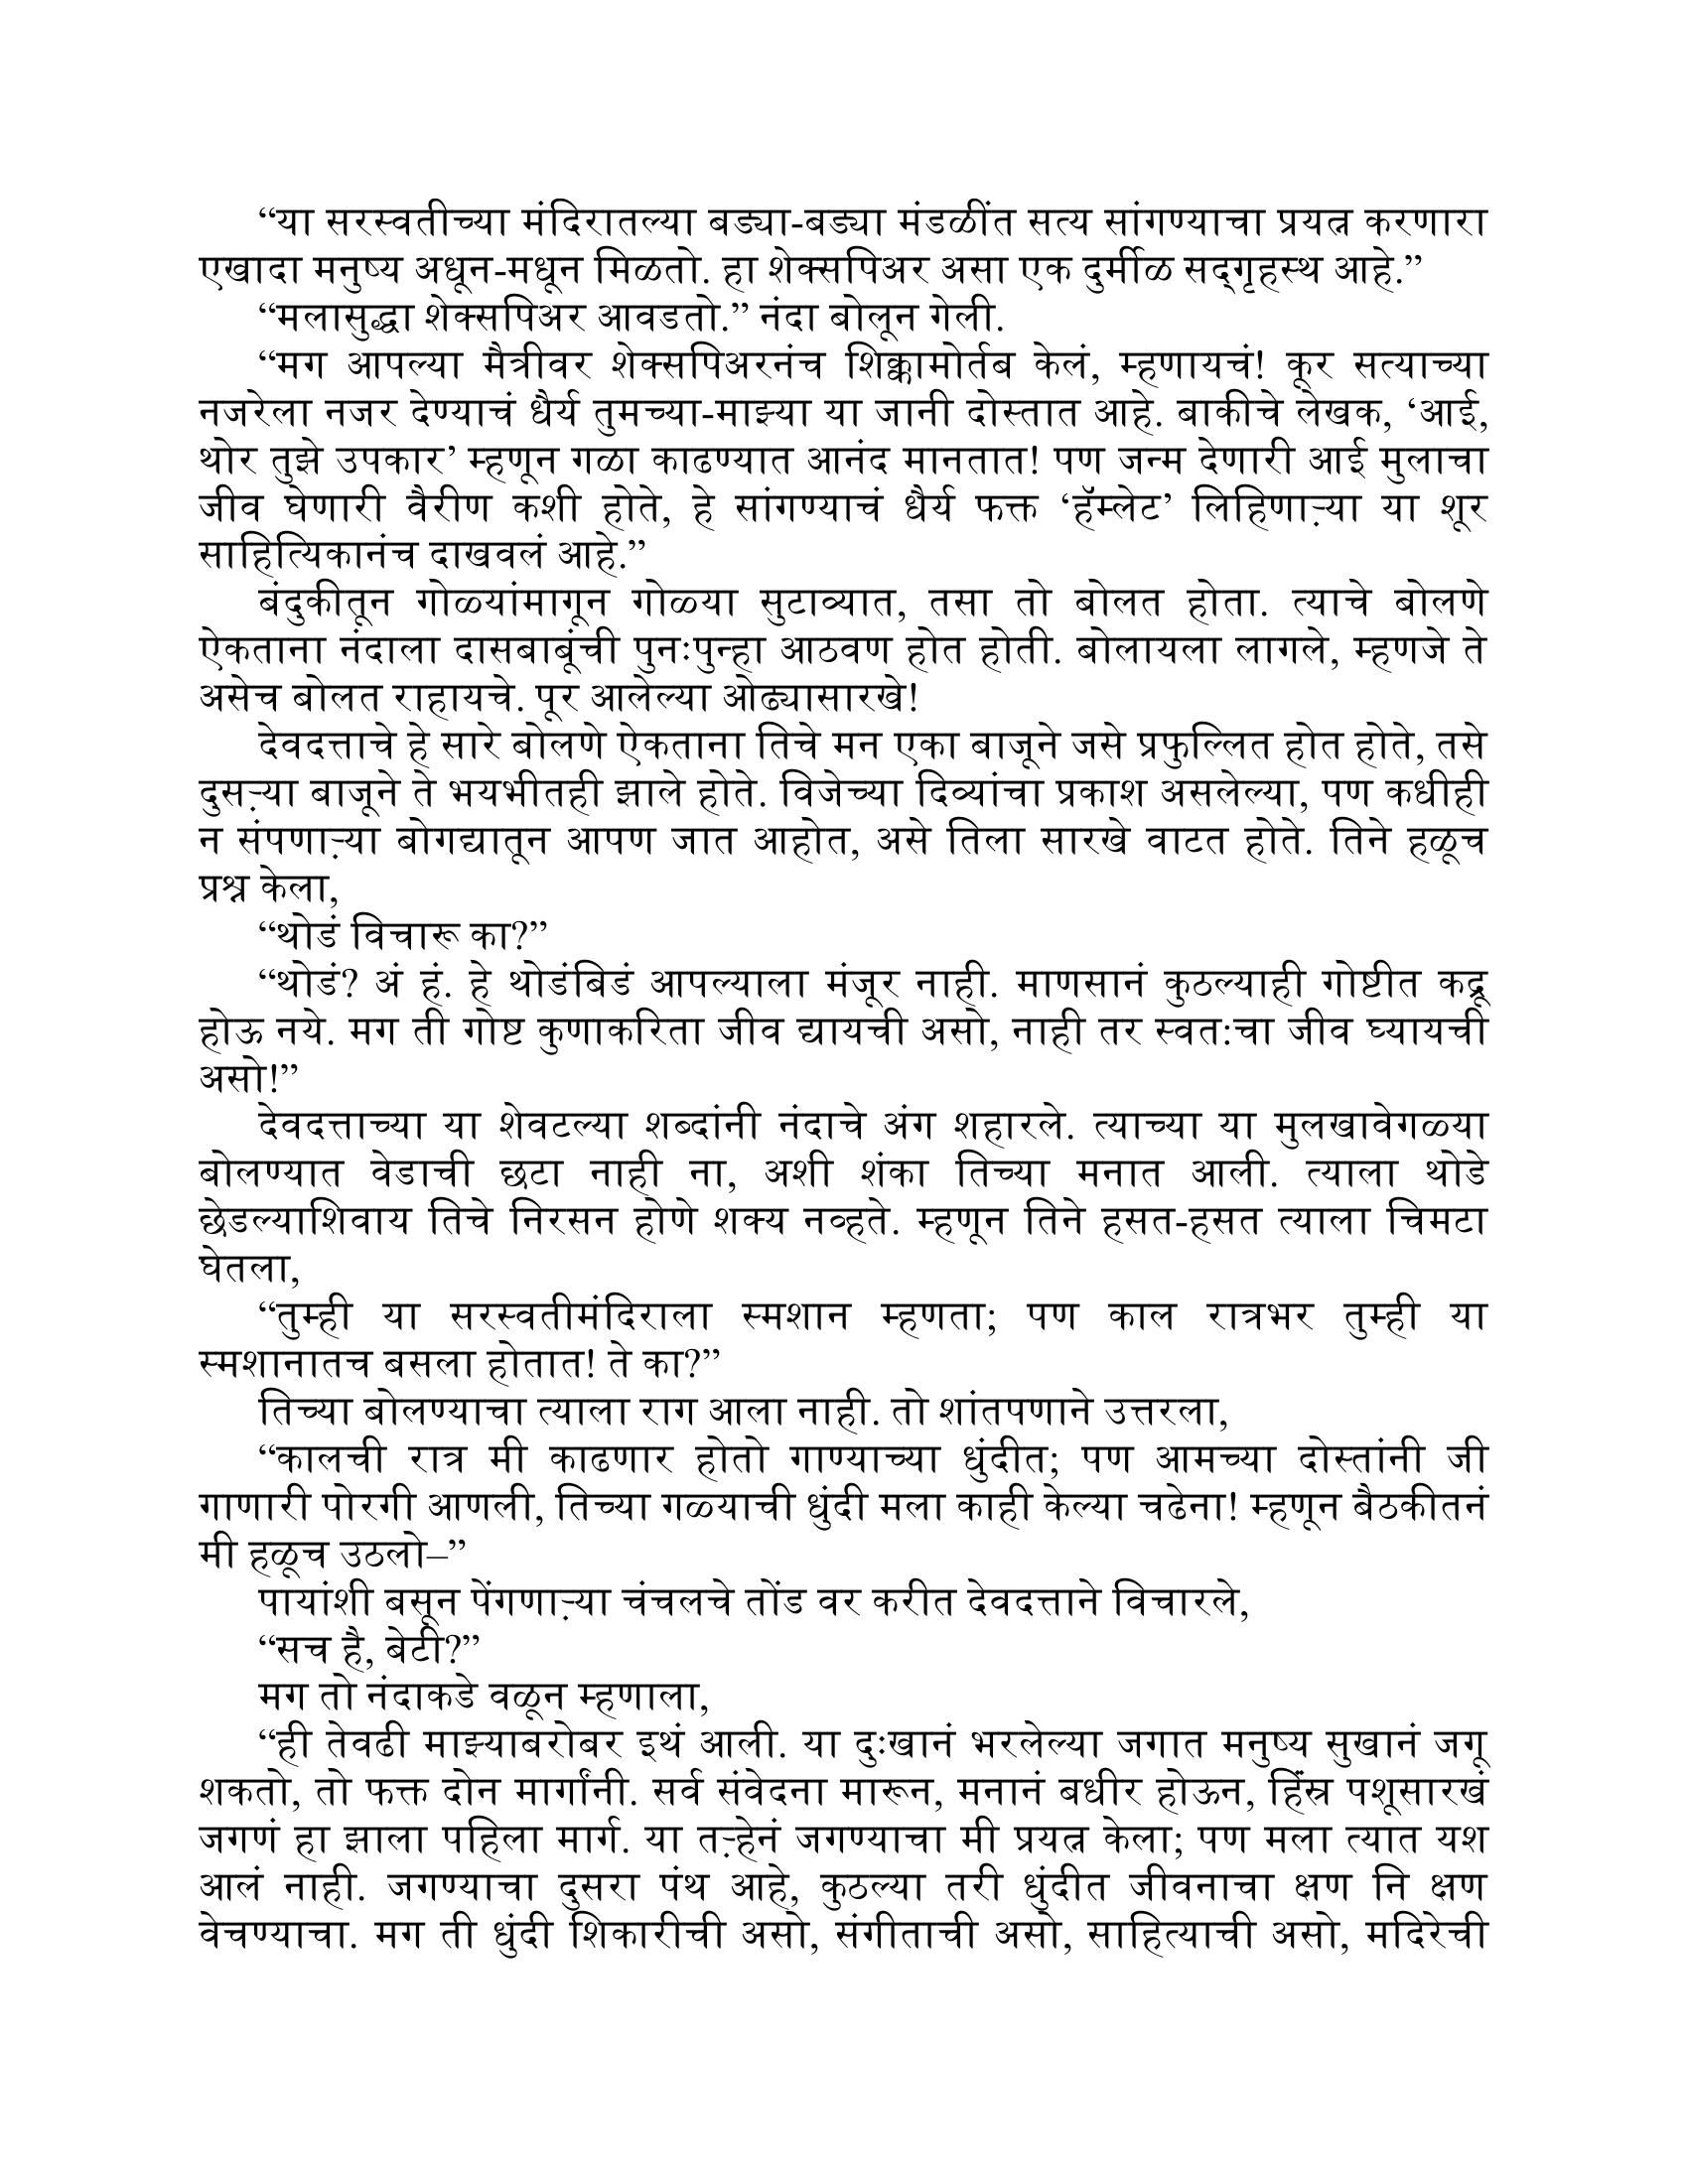 “या सरस्वतीच्या मंदिरातल्या बड्या-बड्या मंडळींत सत्य सांगण्याचा प्रयत्न करणारा
एखादा मनुष्य अधून-मधून मिळतो. हा शेक्सपिअर असा एक दुर्मीळ सद्‌गृहस्थ आहे.”
“मलासुद्धा शेक्सपिअर आवडतो.” नंदा बोलून गेली.
“मग आपल्या मैत्रीवर शेक्सपिअरनंच शिक्कामोर्तब केलं, म्हणायचं! कूर सत्याच्या
नजरेला नजर देण्याचं धैर्य तुमच्या-माझ्या या जानी दोस्तात आहे. बाकीचे लेखक, ‘आई,
थोर तुझे उपकार’ म्हणून गळा काढण्यात आनंद मानतात! पण जन्म देणारी आई मुलाचा
जीव घेणारी वैरीण कशी होते, हे सांगण्याचं धैर्य फक्त ‘हॅम्लेट’ लिहिणाऱ्या या शूर
साहित्यिकानंच दाखवलं आहे.”
बंदुकीतून गोळ्यांमागून गोळ्या सुटाव्यात, तसा तो बोलत होता. त्याचे बोलणे
ऐकताना नंदाला दासबाबूंची पुनःपुन्हा आठवण होत होती. बोलायला लागले, म्हणजे ते
असेच बोलत राहायचे. पूर आलेल्या ओढ्यासारखे!
देवदत्ताचे हे सारे बोलणे ऐकताना तिचे मन एका बाजूने जसे प्रफुल्लित होत होते, तसे
दुसऱ्या बाजूने ते भयभीतही झाले होते. विजेच्या दिव्यांचा प्रकाश असलेल्या, पण कधीही
न संपणाऱ्या बोगद्यातून आपण जात आहोत, असे तिला सारखे वाटत होते. तिने हळूच
प्रश्न केला,
“थोडं विचारू का?”
“थोडं? अं हं. हे थोडंबिडं आपल्याला मंजूर नाही. माणसानं कुठल्याही गोष्टीत कद्रू
होऊ नये. मग ती गोष्ट कुणाकरिता जीव द्यायची असो, नाही तर स्वत:चा जीव घ्यायची
असो!”
देवदत्ताच्या या शेवटल्या शब्दांनी नंदाचे अंग शहारले. त्याच्या या मुलखावेगळ्या
बोलण्यात वेडाची छटा नाही ना, अशी शंका तिच्या मनात आली. त्याला थोडे
छेडल्याशिवाय तिचे निरसन होणे शक्य नव्हते. म्हणून तिने हसत-हसत त्याला चिमटा
घेतला,
“तुम्ही या सरस्वतीमंदिराला स्मशान म्हणता; पण काल रात्रभर तुम्ही या
स्मशानातच बसला होतात! ते का?”
तिच्या बोलण्याचा त्याला राग आला नाही. तो शांतपणाने उत्तरला,
“कालची रात्र मी काढणार होतो गाण्याच्या धुंदीत; पण आमच्या दोस्तांनी जी
गाणारी पोरगी आणली, तिच्या गळ्याची धुंदी मला काही केल्या चढेना! म्हणून बैठकीतनं
मी हळूच उठलो–”
पायांशी बसून पेंगणाऱ्या चंचलचे तोंड वर करीत देवदत्ताने विचारले,
“सच है, बेटी?”
मग तो नंदाकडे वळून म्हणाला,
“ही तेवढी माझ्याबरोबर इथं आली. या दुःखानं भरलेल्या जगात मनुष्य सुखानं जगू
शकतो, तो फक्त दोन मार्गांनी. सर्व संवेदना मारून, मनानं बधीर होऊन, हिंस्र पशूसारखं
जगणं हा झाला पहिला मार्ग. या तऱ्हेनं जगण्याचा मी प्रयत्न केला; पण मला त्यात यश
आलं नाही. जगण्याचा दुसरा पंथ आहे, कुठल्या तरी धुंदीत जीवनाचा क्षण नि क्षण
वेचण्याचा. मग ती धुंदी शिकारीची असो, संगीताची असो, साहित्याची असो, मदिरेची